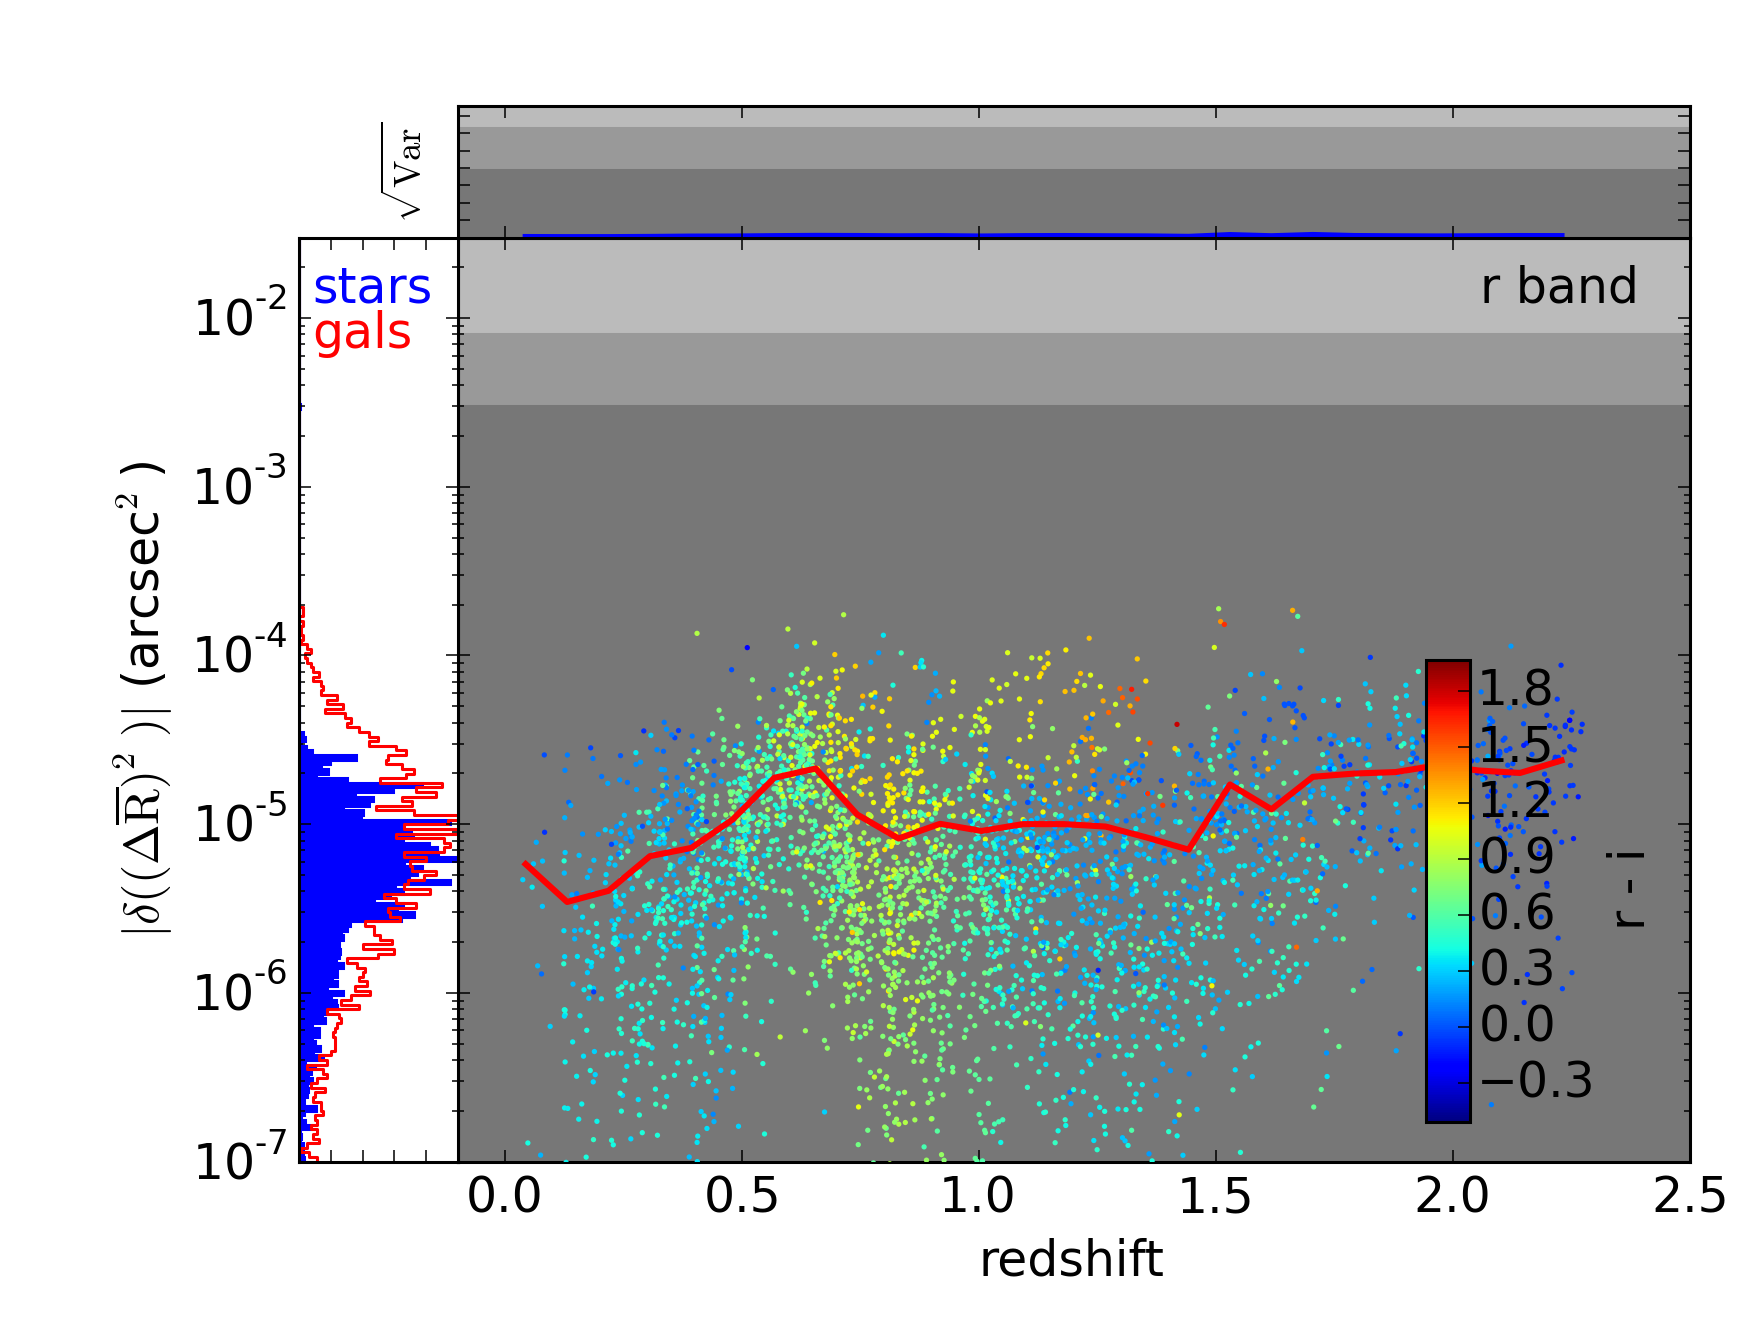 √Var
stars
gals
r band
10^-2
10^-3
10^-4
10^-5
10^-6
10^-7
|δ((ΔR̅)^2)| (arcsec^2)
1.8
1.5
1.2
0.9
0.6
0.3
0.0
−0.3
r - i
0.0 0.5 1.0 1.5 2.0 2.5
redshift